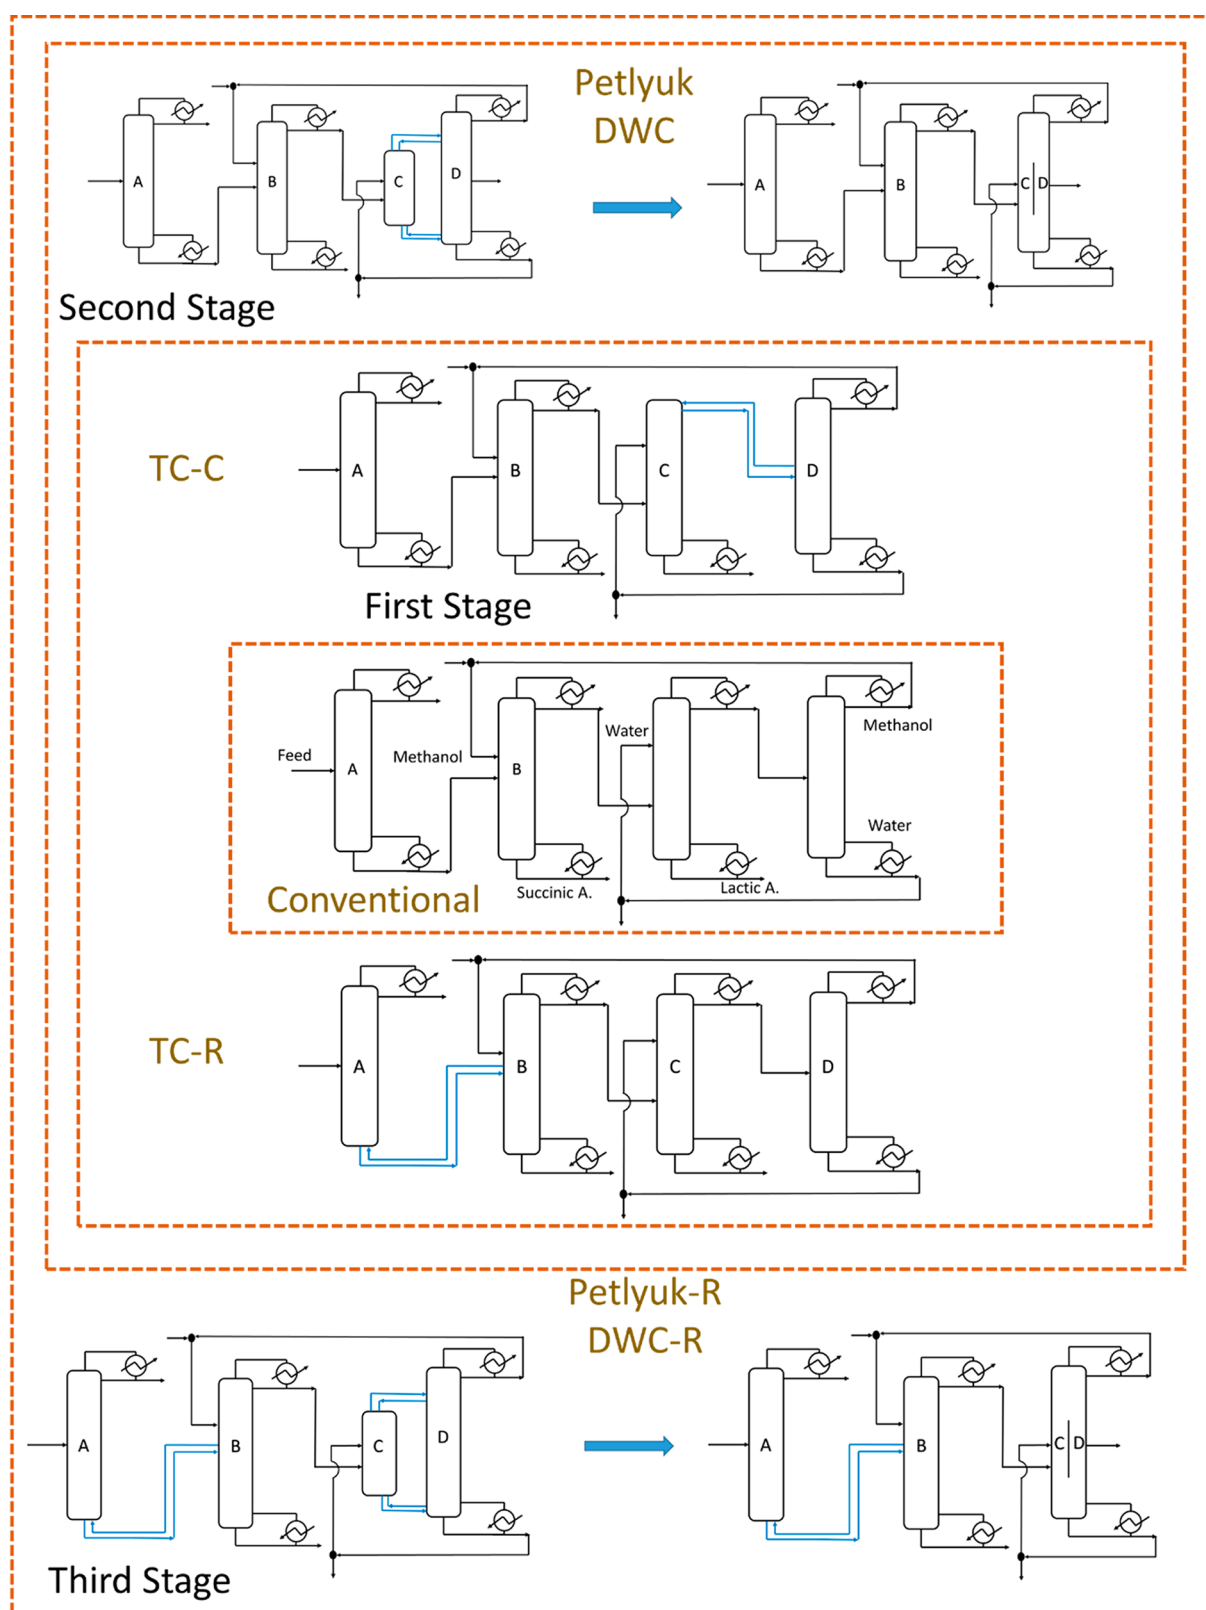 Petlyuk
DWC
A
B
C
D
A
B
C D
Second Stage
TC-C
A
B
C
D
First Stage
Feed
A
Methanol
B
Water
Methanol
Water
Succinic A.
Lactic A.
Conventional
TC-R
A
B
C
D
Petlyuk-R
DWC-R
A
B
C
D
A
B
C D
Third Stage